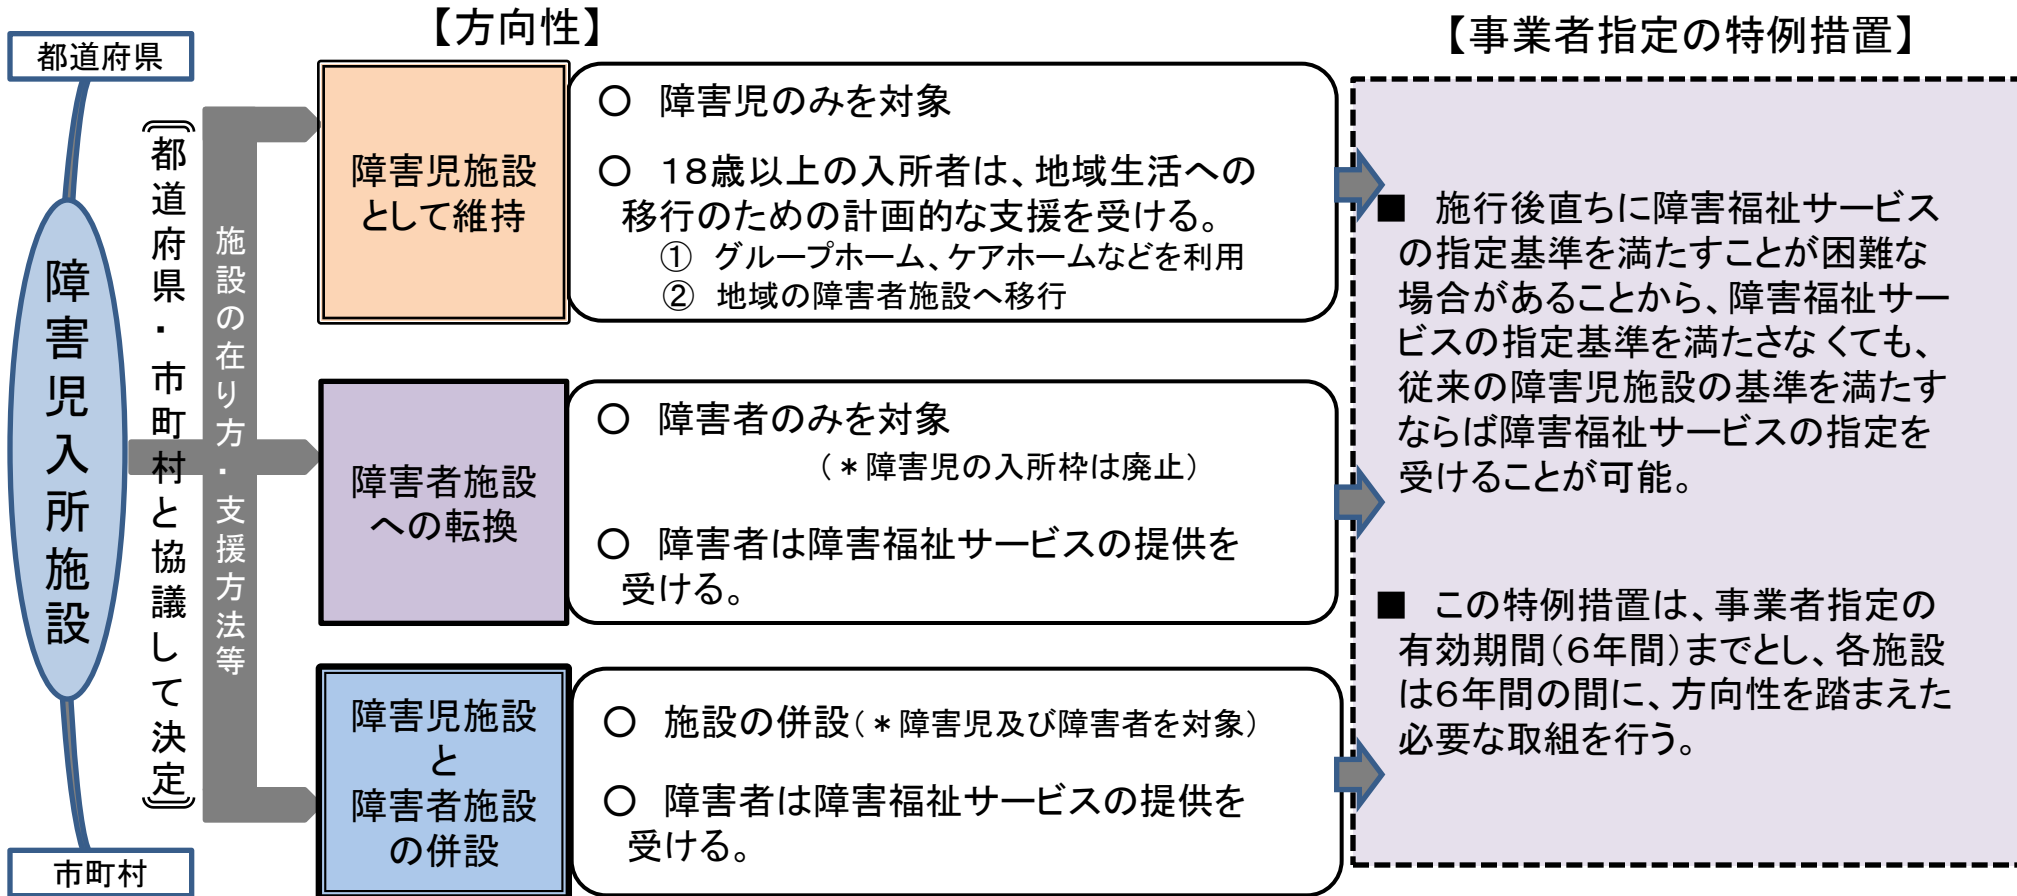 【方向性】
【事業者指定の特例措置】
都道府県
障害児入所施設
市町村
(都道府県・市町村と協議して決定)
施設の在り方・支援方法等
障害児施設
として維持
○ 障害児のみを対象
○ 18歳以上の入所者は、地域生活への
移行のための計画的な支援を受ける。
① グループホーム、ケアホームなどを利用
② 地域の障害者施設へ移行
障害者施設
への転換
○ 障害者のみを対象
(*障害児の入所枠は廃止)
○ 障害者は障害福祉サービスの提供を
受ける。
障害児施設
と
障害者施設
の併設
○ 施設の併設(*障害児及び障害者を対象)
○ 障害者は障害福祉サービスの提供を
受ける。
■ 施行後直ちに障害福祉サービス
の指定基準を満たすことが困難な
場合があることから、障害福祉サー
ビスの指定基準を満たさなくても、
従来の障害児施設の基準を満たす
ならば障害福祉サービスの指定を
受けることが可能。
■ この特例措置は、事業者指定の
有効期間(6年間)までとし、各施設
は6年間の間に、方向性を踏まえた
必要な取組を行う。